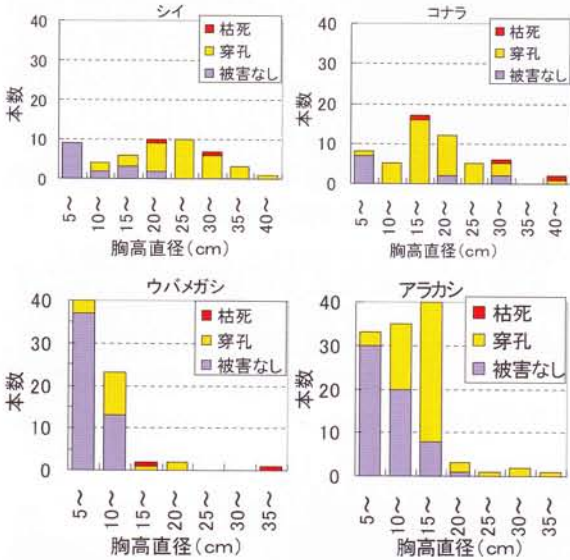 シイ
40
30
20
10
0
本数
枯死
穿孔
被害なし
5～
10～
15～
20～
25～
30～
35～
40～
胸高直径(cm)
コナラ
40
30
20
10
0
本数
枯死
穿孔
被害なし
5～
10～
15～
20～
25～
30～
35～
40～
胸高直径(cm)
ウバメガシ
40
30
20
10
0
本数
枯死
穿孔
被害なし
5～
10～
15～
20～
25～
30～
35～
胸高直径(cm)
アラカシ
40
30
20
10
0
本数
枯死
穿孔
被害なし
5～
10～
15～
20～
25～
30～
35～
胸高直径(cm)